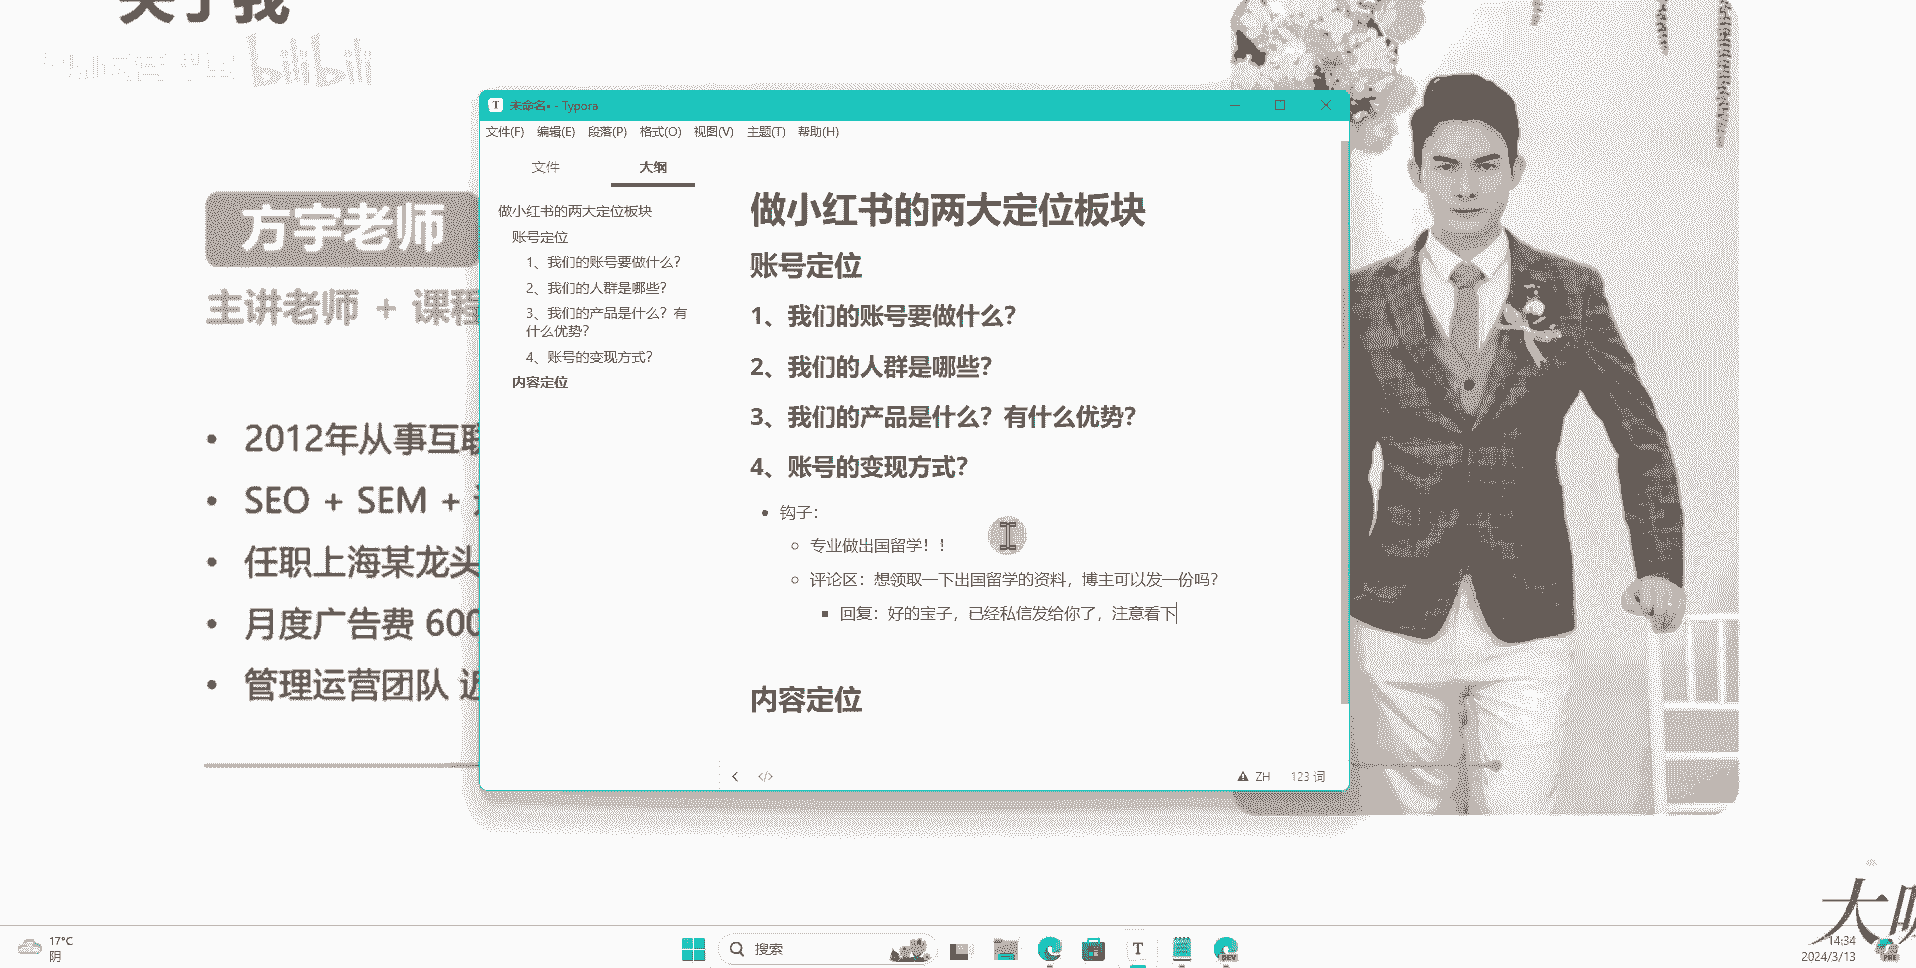 关于我
bilibili
方宇老师
主讲老师 + 课程
2012年从事互联
SEO + SEM +
任职上海某龙头
月度广告费 600
管理运营团队 近
未命名• - Typora
文件(F) 编辑(E) 段落(P) 格式(O) 视图(V) 主题(T) 帮助(H)
文件 大纲
做小红书的两大定位板块
账号定位
1、我们的账号要做什么?
2、我们的人群是哪些?
3、我们的产品是什么?有
什么优势?
4、账号的变现方式?
内容定位
做小红书的两大定位板块
账号定位
1、我们的账号要做什么?
2、我们的人群是哪些?
3、我们的产品是什么?有什么优势?
4、账号的变现方式?
钩子:
专业做出国留学!!
评论区:想领取一下出国留学的资料,博主可以发一份吗?
回复:好的宝子,已经私信发给你了,注意看下
内容定位
</> ZH 123 词
17°C
阴
搜索
14:34
2024/3/13
DEV
PRE